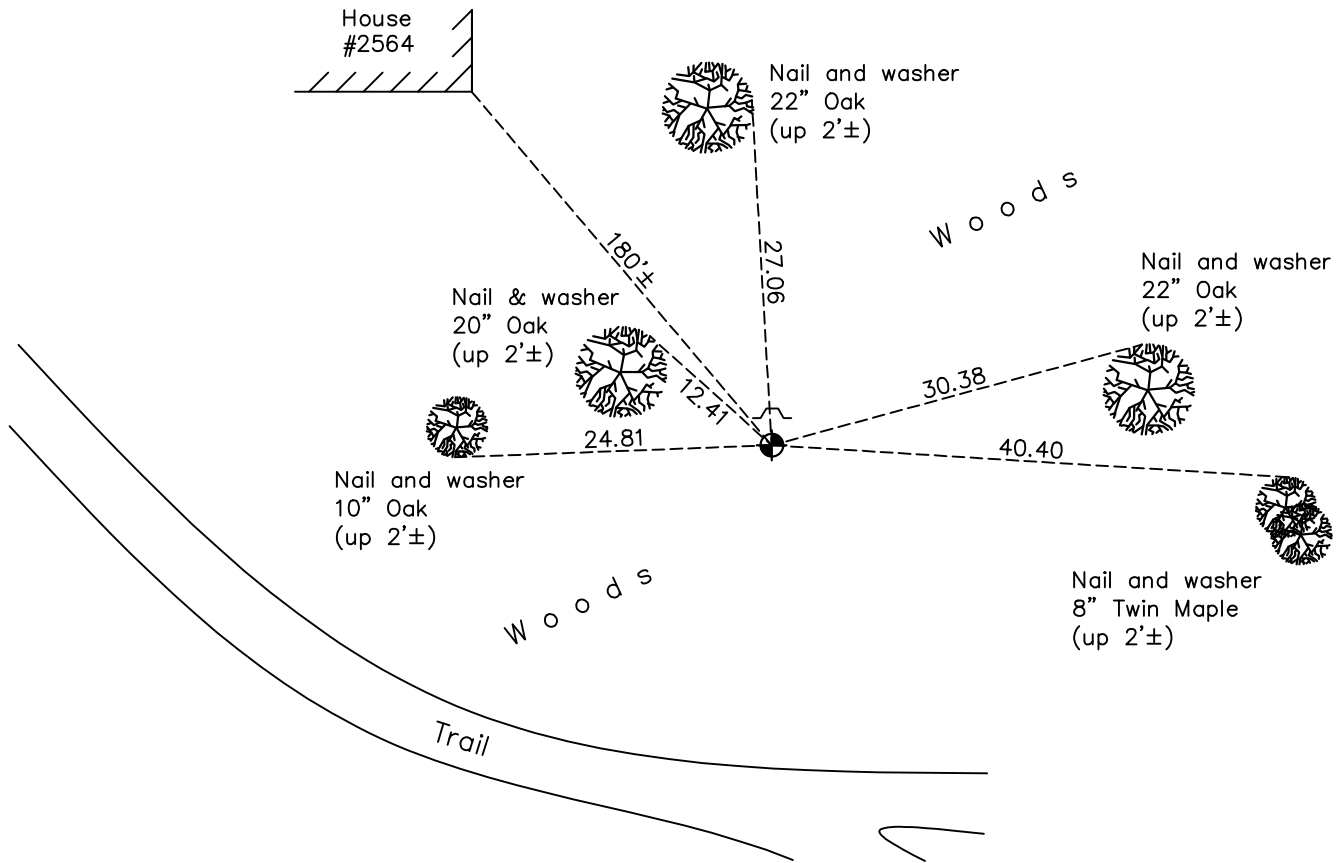 House
#2564
Nail and washer
22” Oak
(up 2'±)
Woods
180'±
27.06
Nail and washer
22” Oak
(up 2'±)
Nail & washer
20” Oak
(up 2'±)
12.41
30.38
24.81
40.40
Nail and washer
10” Oak
(up 2'±)
Woods
Nail and washer
8” Twin Maple
(up 2'±)
Trail